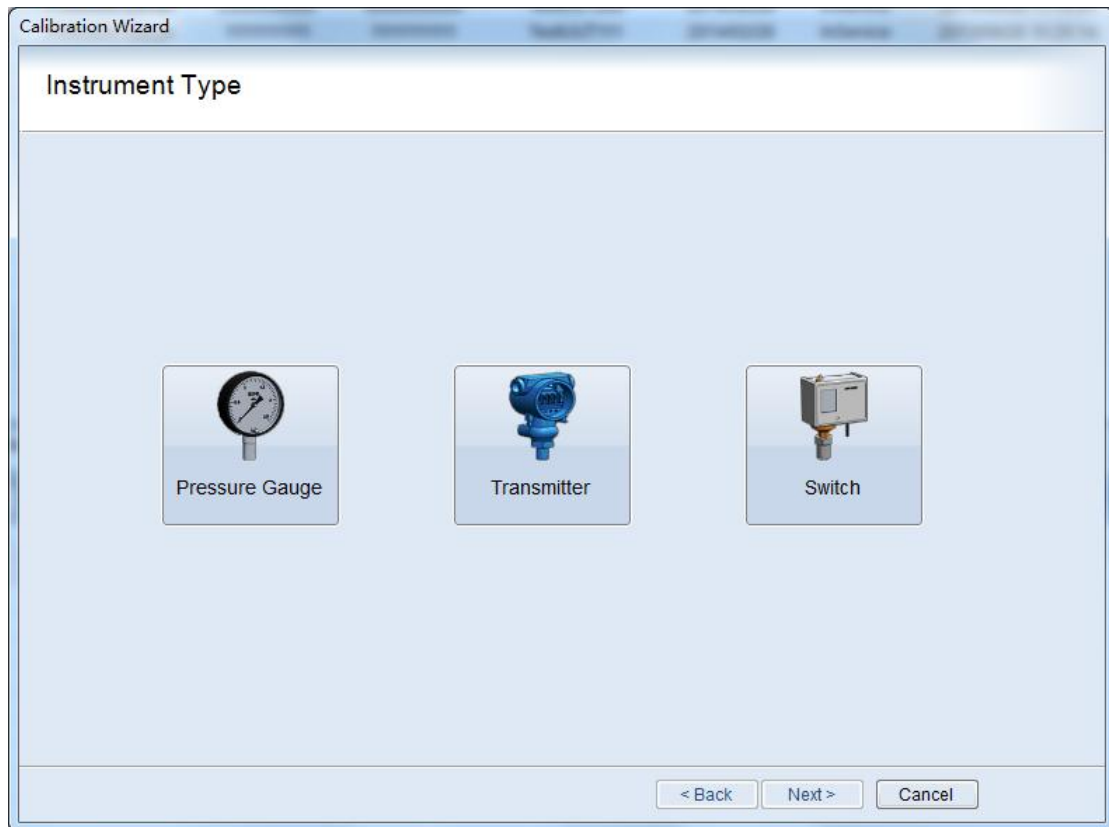 Calibration Wizard
Instrument Type
Pressure Gauge
Transmitter
Switch
< Back
Next >
Cancel